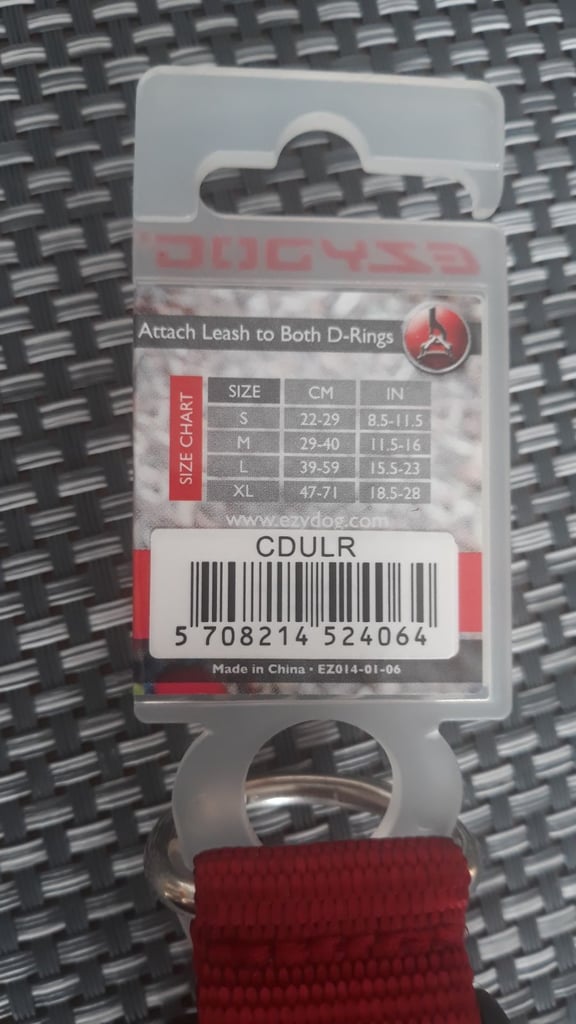 EZYDOG
Attach Leash to Both D-Rings
SIZE CHART
SIZE CM IN
S 22-29 8.5-11.5
M 29-40 11.5-16
L 39-59 15.5-23
XL 47-71 18.5-28
www.ezydog.com
CDULR
5 708214 524064
Made in China • EZ014-01-06